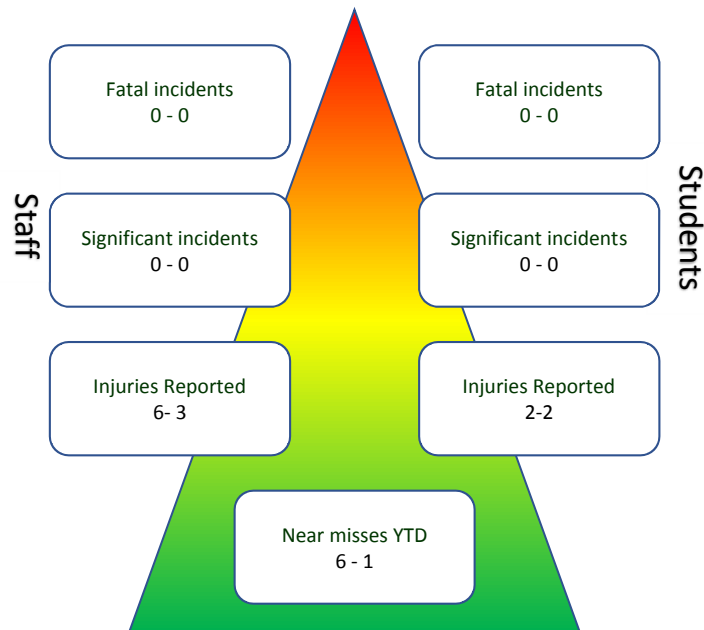 Fatal incidents
0 - 0
Fatal incidents
0 - 0
Staff
Students
Significant incidents
0 - 0
Significant incidents
0 - 0
Injuries Reported
6- 3
Injuries Reported
2-2
Near misses YTD
6 - 1